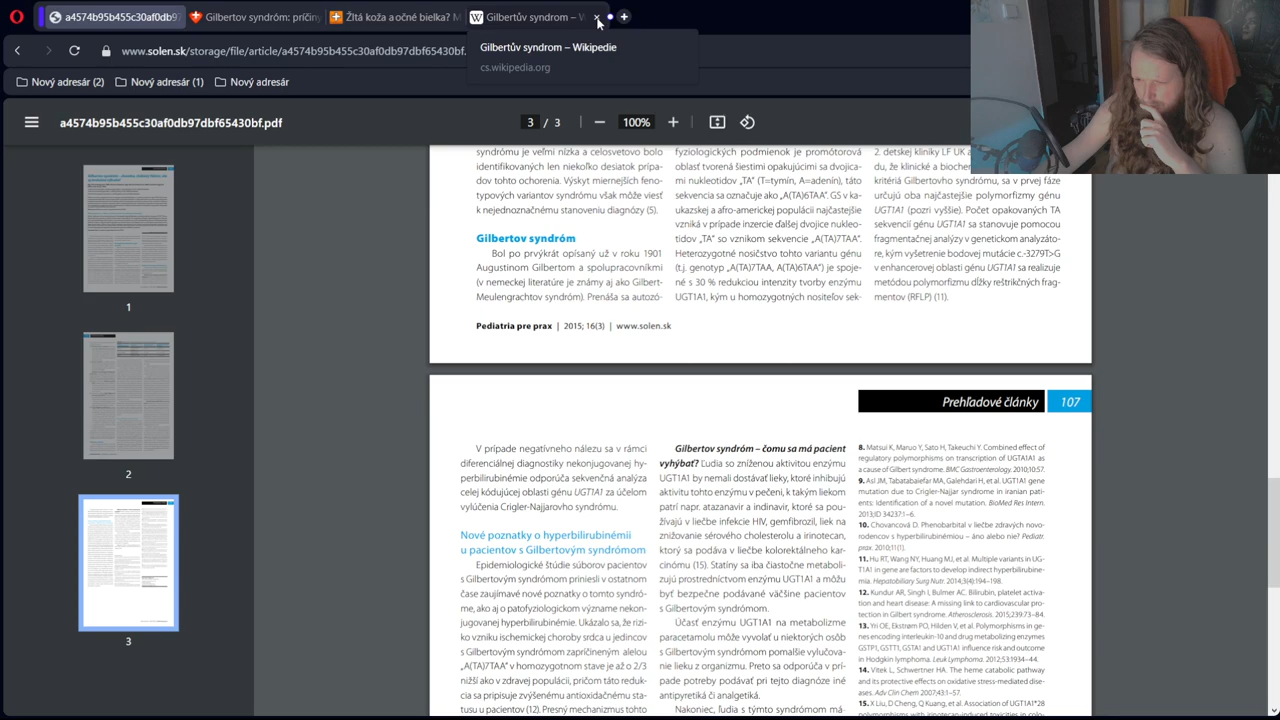 a4574b95b455c30af0db97
Gilbertov syndróm: príčin
Žltá koža a očné bielka? M
Gilbertův syndrom – W
www.solen.sk/storage/file/article/a4574b95b455c30af0db97dbf65430bf.
Gilbertův syndrom – Wikipedie
cs.wikipedia.org
Nový adresár (2)
Nový adresár (1)
Nový adresár
a4574b95b455c30af0db97dbf65430bf.pdf
3 / 3
100%
1
2
3
syndrómu je veľmi nízka a celosvetovo bolo
identifikovaných len niekoľko desiatok prípa-
dov tohto ochorenia. Výskyt miernejších feno-
typových variantov syndrómu však môže viesť
k nejednoznačnému stanoveniu diagnózy (5).
Gilbertov syndróm
Bol po prvýkrát opísaný už v roku 1901
Augustinom Gilbertom a spolupracovníkmi
(v nemeckej literatúre je známy aj ako Gilbert-
Meulengrachtov syndróm). Prenáša sa autozó-
fyziologických podmienok je promótorová
oblasť tvorená šiestimi opakujúcimi sa dvojica-
mi nukleotidov „TA“ (T=tymín, A=adenín), táto
sekvencia sa označuje ako „A(TA)6TAA“. GS v ka-
ukazskej a afro-americkej populácii najčastejšie
vzniká v prípade inzercie ďalšej dvojice nukleo-
tidov „TA“ so vznikom sekvencie „A(TA)7TAA“.
Heterozygotné nosičstvo tohto variantu génu
(t.j. genotyp „A(TA)7TAA, A(TA)6TAA“) je spoje-
né s 30 % redukciou intenzity tvorby enzýmu
UGT1A1, kým u homozygotných nositeľov sek-
2. detskej kliniky LF UK a
du, že klinické a bioche
kritériá Gilbertovho syndrómu, sa v prvej fáze
určujú oba najčastejšie polymorfizmy génu
UGT1A1 (pozri vyššie). Počet opakovaných TA
sekvencií génu UGT1A1 sa stanovuje pomocou
fragmentačnej analýzy v genetickom analyzáto-
re, kým vyšetrenie bodovej mutácie c.-3279T>G
v enhancerovej oblasti génu UGT1A1 sa realizuje
metódou polymorfizmu dĺžky reštrikčných frag-
mentov (RFLP) (11).
Pediatria pre prax | 2015; 16(3) | www.solen.sk
Prehľadové články 107
V prípade negatívneho nálezu sa v rámci
diferenciálnej diagnostiky nekonjugovanej hy-
perbilirubinémie odporúča sekvenčná analýza
celej kódujúcej oblasti génu UGT1A1 za účelom
vylúčenia Crigler-Najjarovho syndrómu.
Nové poznatky o hyperbilirubinémii
u pacientov s Gilbertovým syndrómom
Epidemiologické štúdie súborov pacientov
s Gilbertovým syndrómom priniesli v ostatnom
čase zaujímavé nové poznatky o tomto syndró-
me, ako aj o patofyziologickom význame nekon-
jugovanej hyperbilirubinémie. Ukázalo sa, že rizi-
ko vzniku ischemickej choroby srdca u jedincov
s Gilbertovým syndrómom zapríčineným alelou
„A(TA)7TAA“ v homozygotnom stave je až o 2/3
nižší ako v zdravej populácii, pričom táto reduk-
cia sa pripisuje zvýšenému antioxidačnému sta-
tusu u pacientov (12). Presný mechanizmus tohto
Gilbertov syndróm – čomu sa má pacient
vyhýbať? Ľudia so zníženou aktivitou enzýmu
UGT1A1 by nemali dostávať lieky, ktoré inhibujú
aktivitu tohto enzýmu v pečeni, k takým liekom
patrí napr. atazanavir a indinavir, ktoré sa pou-
žívajú v liečbe infekcie HIV, gemfibrozil, liek na
znižovanie sérového cholesterolu a irinotecan,
ktorý sa podáva v liečbe kolorektálneho kar-
cinómu (15). Statíny sa iba čiastočne metaboli-
zujú prostredníctvom enzýmu UGT1A1 a môžu
byť bezpečne podávané väčšine pacientov
s Gilbertovým syndrómom.
Účasť enzýmu UGT1A1 na metabolizme
paracetamolu môže vyvolať u niektorých osôb
s Gilbertovým syndrómom pomalšie vylučova-
nie lieku z organizmu. Preto sa odporúča v prí-
pade potreby podávať pri tejto diagnóze iné
antipyretiká či analgetiká.
Nakoniec, ľudia s týmto syndrómom má-
8. Matsui K, Maruo Y, Sato H, Takeuchi Y. Combined effect of
regulatory polymorphisms on transcription of UGTA1A1 as
a cause of Gilbert syndrome. BMC Gastroenterology. 2010;10:57.
9. Asl JM, Tabatabaiefar MA, Galehdari H, et al. UGT1A1 gene
mutation due to Crigler-Najjar syndrome in iranian pati-
ents: Identification of a novel mutation. BioMed Res Intern.
2013;ID 34237:1–6.
10. Chovancová D. Phenobarbital v liečbe zdravých novo-
rodencov s hyperbilirubinémiou – áno alebo nie? Pediatr.
prax. 2010;11(1).
11. Hu RT, Wang NY, Huang MJ, et al. Multiple variants in UG-
T1A1 in gene are factors to develop indirect hyperbilirubine-
mia. Hepatobiliary Surg Nutr. 2014;3(4):194–198.
12. Kundur AR, Singh I, Bulmer AC. Bilirubin, platelet activa-
tion and heart disease: A missing link to cardiovascular pro-
tection in Gilbert syndrome. Atherosclerosis. 2015;239:73–84.
13. Yri OE, Ekstrøm PO, Hilden V, et al. Polymorphisms in ge-
nes encoding interleukin-10 and drug metabolizing enzymes
GSTP1, GSTT1, GSTA1 and UGT1A1 influence risk and outcome
in Hodgkin lymphoma. Leuk Lymphoma. 2012;53:1934–44.
14. Vitek L, Schwertner HA. The heme catabolic pathway
and its protective effects on oxidative stress-mediated dise-
ases. Adv Clin Chem 2007;43:1–57.
15. X Liu, D Cheng, Q Kuang, et al. Association of UGT1A1*28
polymorphisms with irinotecan-induced toxicities in colo-